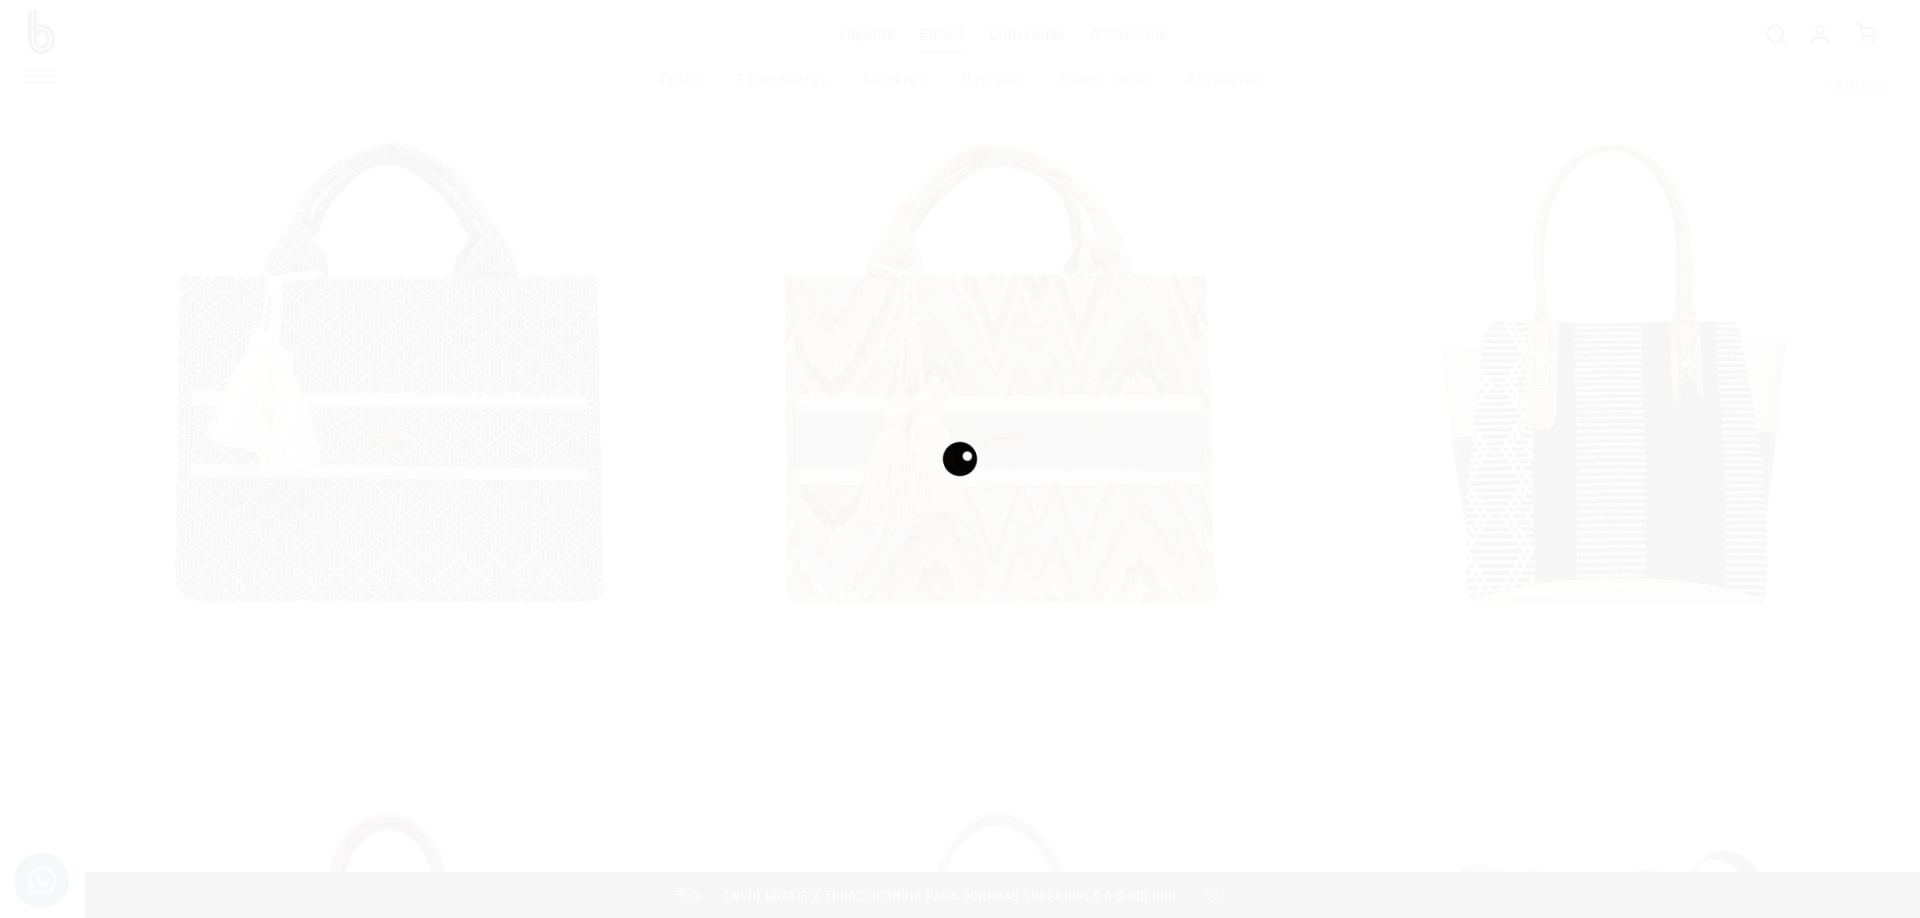 b
Zapatos Bolsos Cinturones Accesorios
Todos Bomboneras Carteras Morrales Manos libres Riñoneras
+ Filtros
ENVÍO GRATIS A TODA COLOMBIA PARA COMPRAS SUPERIORES A $ 100.000